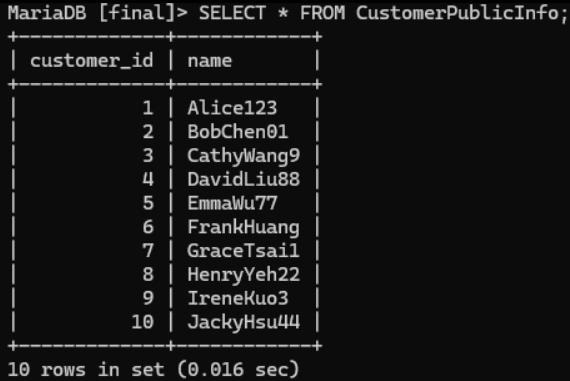 MariaDB [final]> SELECT * FROM CustomerPublicInfo;
+-------------+-------------+
| customer_id | name        |
+-------------+-------------+
|           1 | Alice123    |
|           2 | BobChen01   |
|           3 | CathyWang9  |
|           4 | DavidLiu88  |
|           5 | EmmaWu77    |
|           6 | FrankHuang  |
|           7 | GraceTsai1  |
|           8 | HenryYeh22  |
|           9 | IreneKuo3   |
|          10 | JackyHsu44  |
+-------------+-------------+
10 rows in set (0.016 sec)